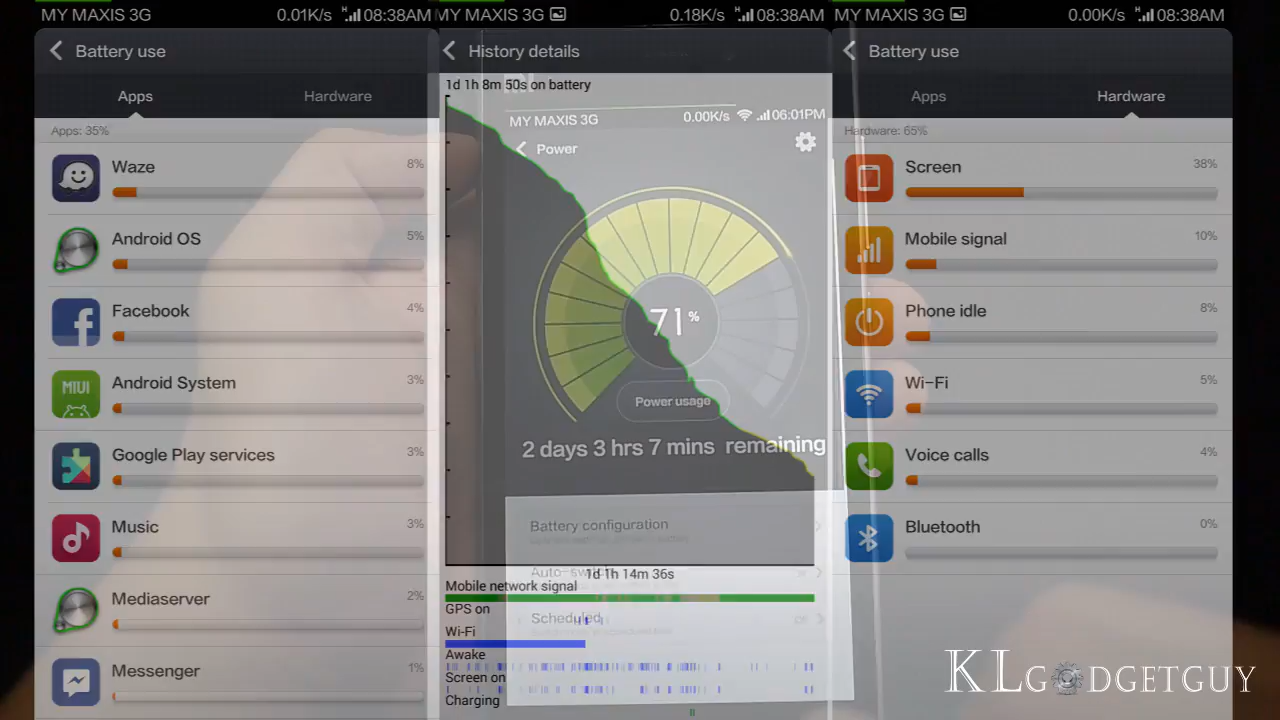 MY MAXIS 3G 0.01K/s 08:38AM
Battery use
Apps Hardware
Apps: 35%
Waze 8%
Android OS 5%
Facebook 4%
Android System 3%
Google Play services 3%
Music 3%
Mediaserver 2%
Messenger 1%
MY MAXIS 3G 0.18K/s 08:38AM
History details
1d 1h 8m 50s on battery
MY MAXIS 3G 0.00K/s 06:01PM
Power
71%
Power usage
2 days 3 hrs 7 mins remaining
Battery configuration
1d 1h 14m 36s
Mobile network signal
GPS on
Scheduled
Wi-Fi
Awake
Screen on
Charging
MY MAXIS 3G 0.00K/s 08:38AM
Battery use
Apps Hardware
Hardware: 65%
Screen 38%
Mobile signal 10%
Phone idle 8%
Wi-Fi 5%
Voice calls 4%
Bluetooth 0%
KLGADGETGUY